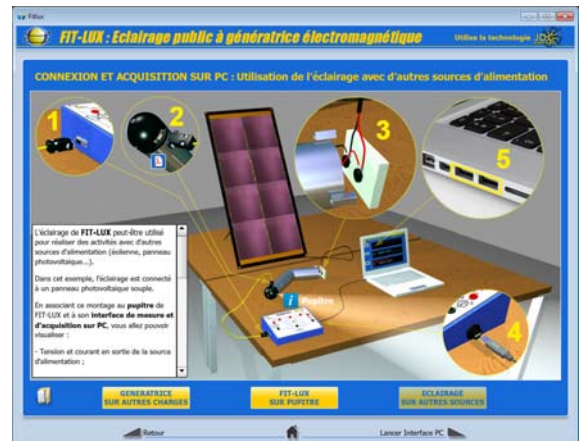 Fitlux
FIT-LUX : Eclairage public à génératrice électromagnétique
Utilise la technologie
CONNEXION ET ACQUISITION SUR PC : Utilisation de l'éclairage avec d'autres sources d'alimentation
1
2
3
5
L'éclairage de FIT-LUX peut-être utilisé
pour réaliser des activités avec d'autres
sources d'alimentation (éolienne, panneau
photovoltaïque...).
Dans cet exemple, l'éclairage est connecté
à un panneau photovoltaïque souple.
En associant ce montage au pupitre de
FIT-LUX et à son interface de mesure et
d'acquisition sur PC, vous allez pouvoir
visualiser :
- Tension et courant en sortie de la source
d'alimentation ;
i Pupitre
4
GENERATRICE
SUR AUTRES CHARGES
FIT-LUX
SUR PUPITRE
ECLAIRAGE
SUR AUTRES SOURCES
Retour
Lancer Interface PC